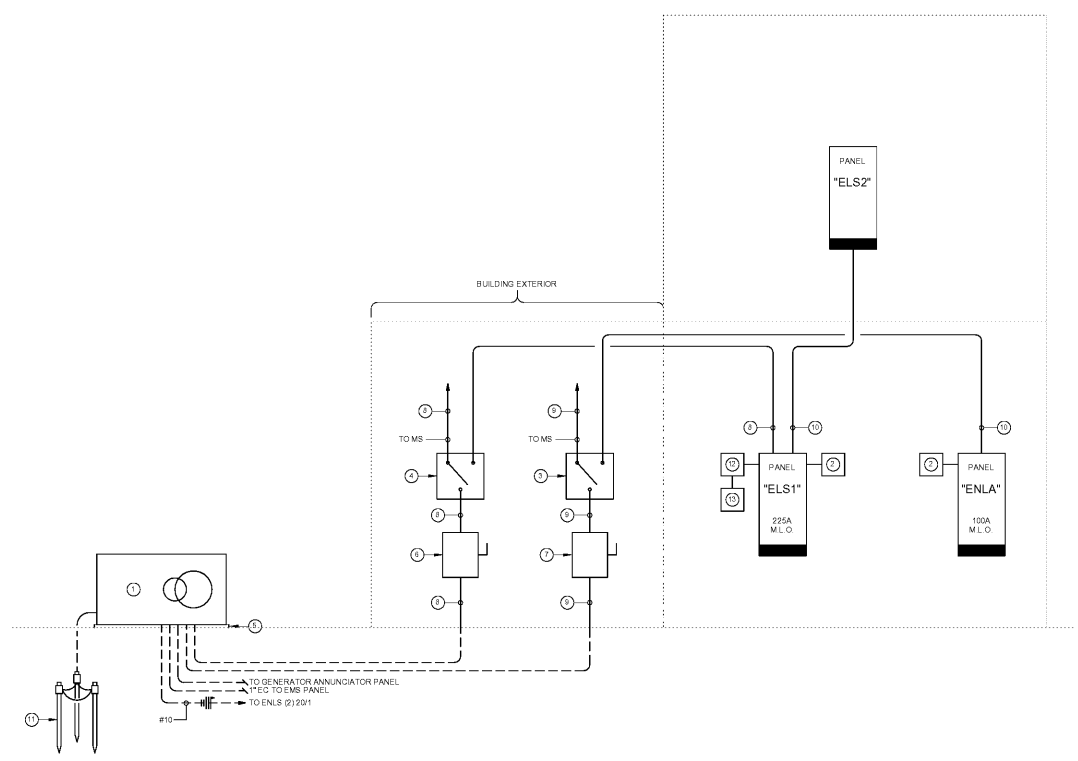 PANEL
"ELS2"
BUILDING EXTERIOR
8
9
TO MS
TO MS
8
10
10
4
3
12
PANEL
2
2
PANEL
"ELS1"
"ENLA"
13
8
9
225A
M.L.O.
100A
M.L.O.
6
7
1
8
9
5
TO GENERATOR ANNUNCIATOR PANEL
1" EC TO EMS PANEL
TO ENLS (2) 20/1
11
#10